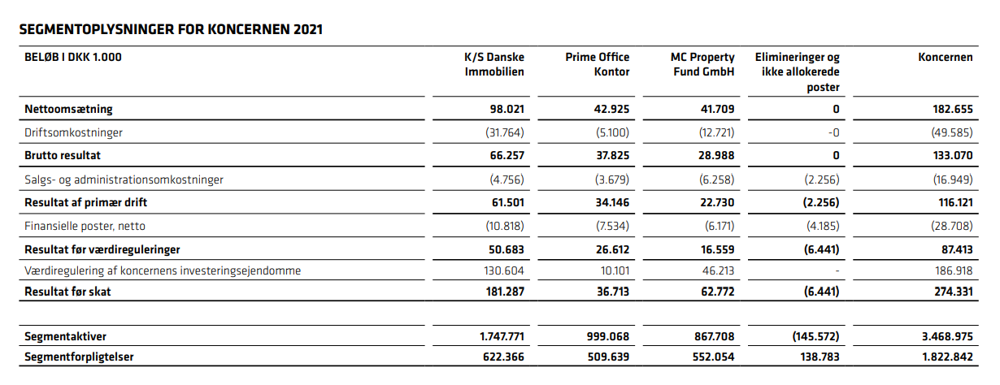 SEGMENTOPLYSNINGER FOR KONCERNEN 2021
BELØB I DKK 1.000 K/S Danske Immobilien Prime Office Kontor MC Property Fund GmbH Elimineringer og ikke allokerede poster Koncernen
Nettoomsætning 98.021 42.925 41.709 0 182.655
Driftsomkostninger (31.764) (5.100) (12.721) -0 (49.585)
Brutto resultat 66.257 37.825 28.988 0 133.070
Salgs- og administrationsomkostninger (4.756) (3.679) (6.258) (2.256) (16.949)
Resultat af primær drift 61.501 34.146 22.730 (2.256) 116.121
Finansielle poster, netto (10.818) (7.534) (6.171) (4.185) (28.708)
Resultat før værdireguleringer 50.683 26.612 16.559 (6.441) 87.413
Værdiregulering af koncernens investeringsejendomme 130.604 10.101 46.213 - 186.918
Resultat før skat 181.287 36.713 62.772 (6.441) 274.331
Segmentaktiver 1.747.771 999.068 867.708 (145.572) 3.468.975
Segmentforpligtelser 622.366 509.639 552.054 138.783 1.822.842